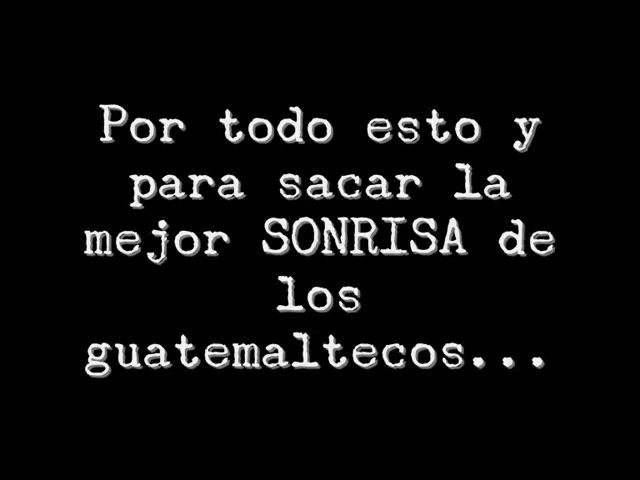 Por todo esto y
para sacar la
mejor SONRISA de
los
guatemaltecos...